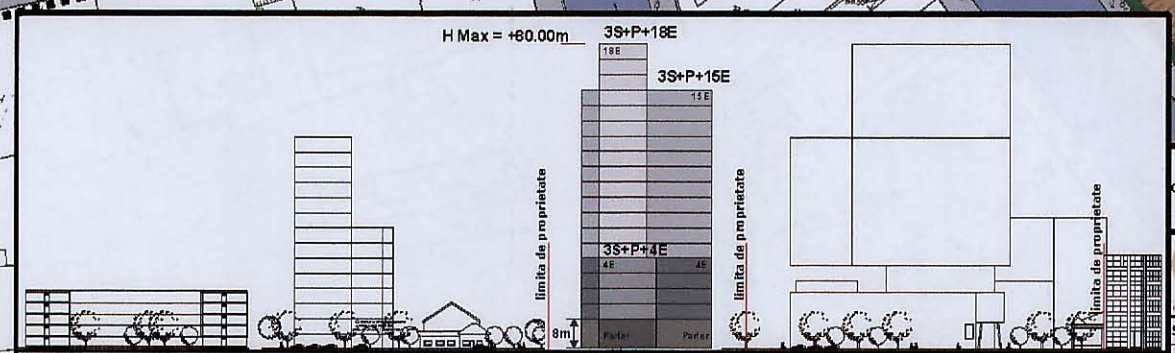 H Max = +60.00m
3S+P+18E
18E
3S+P+15E
15E
limita de proprietate
limita de proprietate
limita de proprietate
3S+P+4E
4E
4E
8m
Parter
Parter